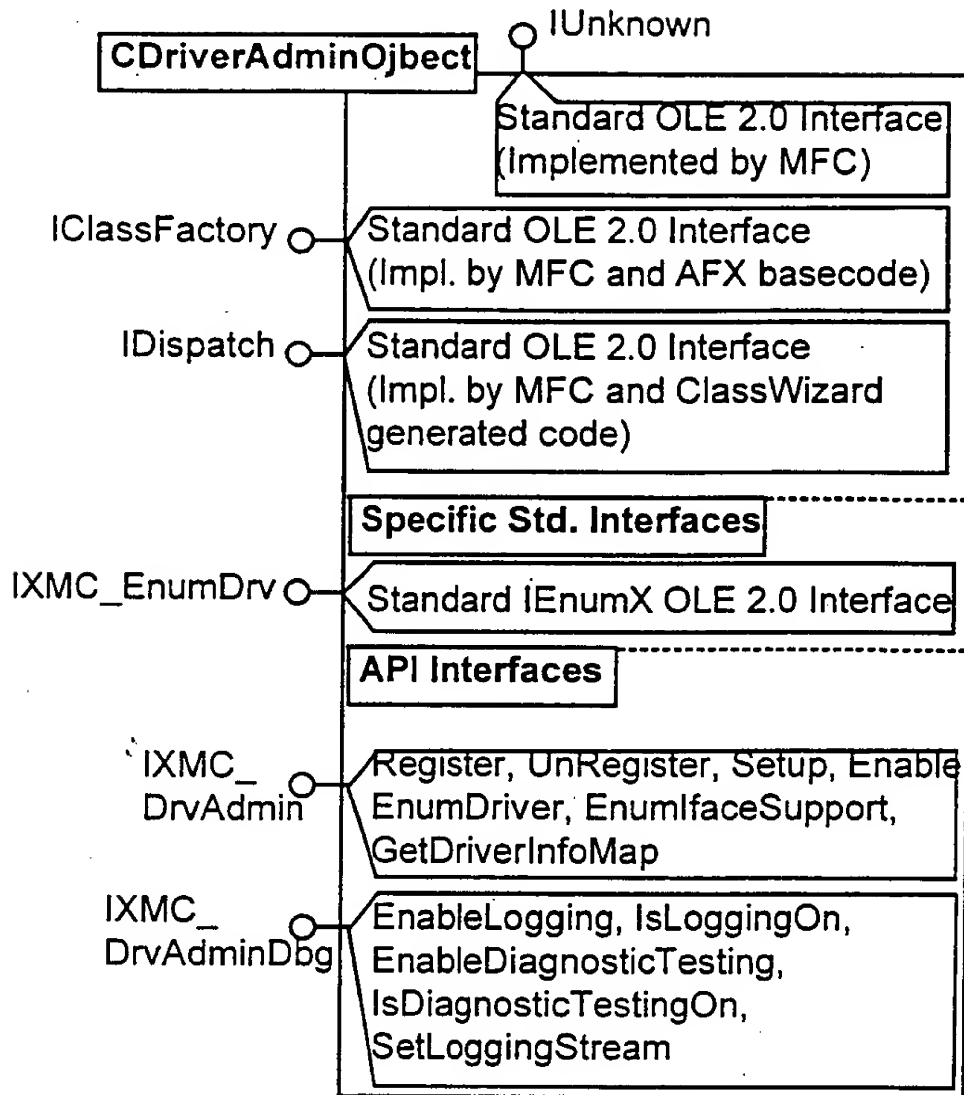 IUnknown
CDriverAdminOjbect
Standard OLE 2.0 Interface
(Implemented by MFC)
IClassFactory
Standard OLE 2.0 Interface
(Impl. by MFC and AFX basecode)
IDispatch
Standard OLE 2.0 Interface
(Impl. by MFC and ClassWizard
generated code)
Specific Std. Interfaces
IXMC_EnumDrv
Standard IEnumX OLE 2.0 Interface
API Interfaces
IXMC_
DrvAdmin
Register, UnRegister, Setup, Enable
EnumDriver, EnumIfaceSupport,
GetDriverInfoMap
IXMC_
DrvAdminDbg
EnableLogging, IsLoggingOn,
EnableDiagnosticTesting,
IsDiagnosticTestingOn,
SetLoggingStream